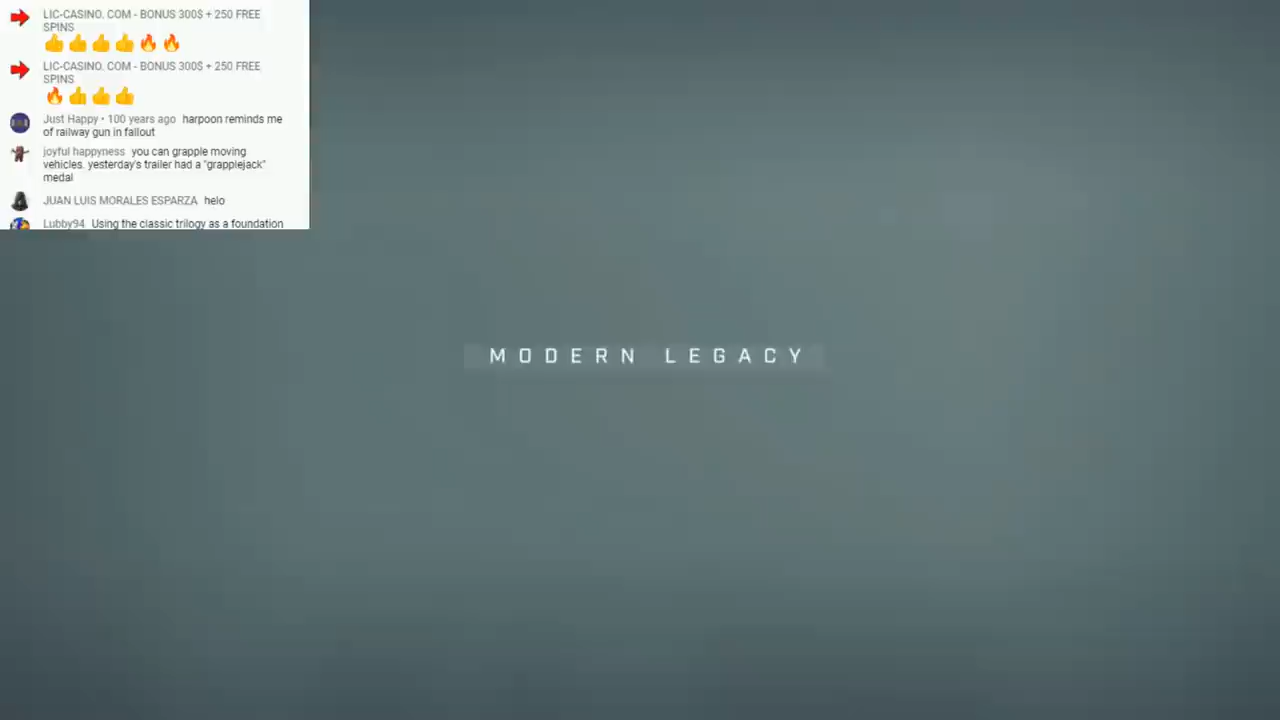 LIC-CASINO. COM - BONUS 300$ + 250 FREE
SPINS
LIC-CASINO. COM - BONUS 300$ + 250 FREE
SPINS
Just Happy • 100 years ago harpoon reminds me
of railway gun in fallout
joyful happyness you can grapple moving
vehicles. yesterday's trailer had a "grapplejack"
medal
JUAN LUIS MORALES ESPARZA helo
Lubby94 Using the classic trilogy as a foundation
MODERN LEGACY